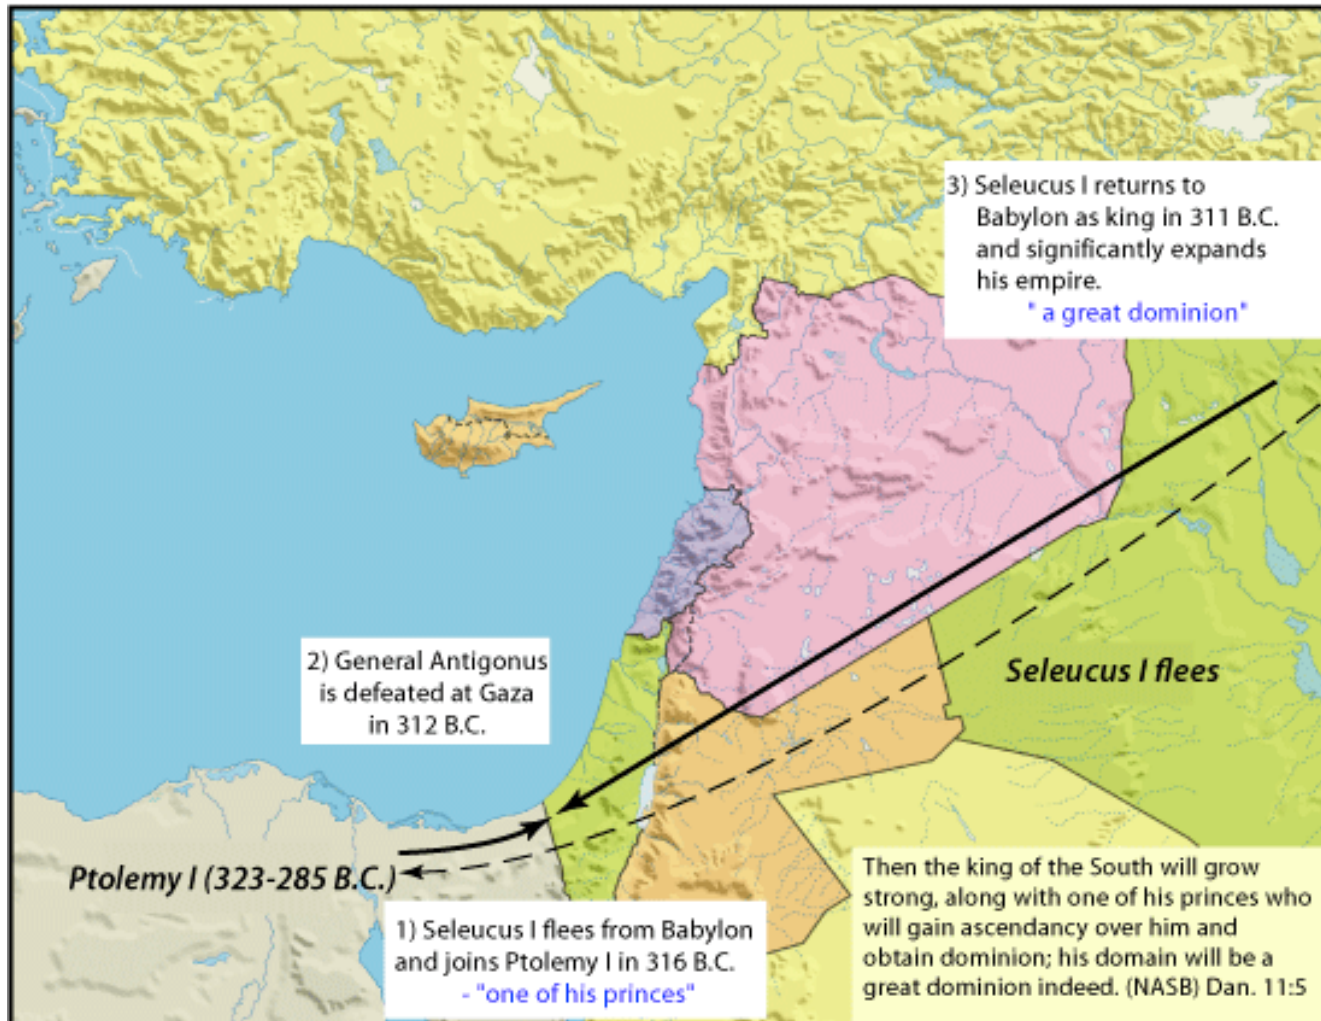 3) Seleucus I returns to
Babylon as king in 311 B.C.
and significantly expands
his empire.
" a great dominion"
2) General Antigonus
is defeated at Gaza
in 312 B.C.
Seleucus I flees
Ptolemy I (323-285 B.C.)
1) Seleucus I flees from Babylon
and joins Ptolemy I in 316 B.C.
- "one of his princes"
Then the king of the South will grow
strong, along with one of his princes who
will gain ascendancy over him and
obtain dominion; his domain will be a
great dominion indeed. (NASB) Dan. 11:5